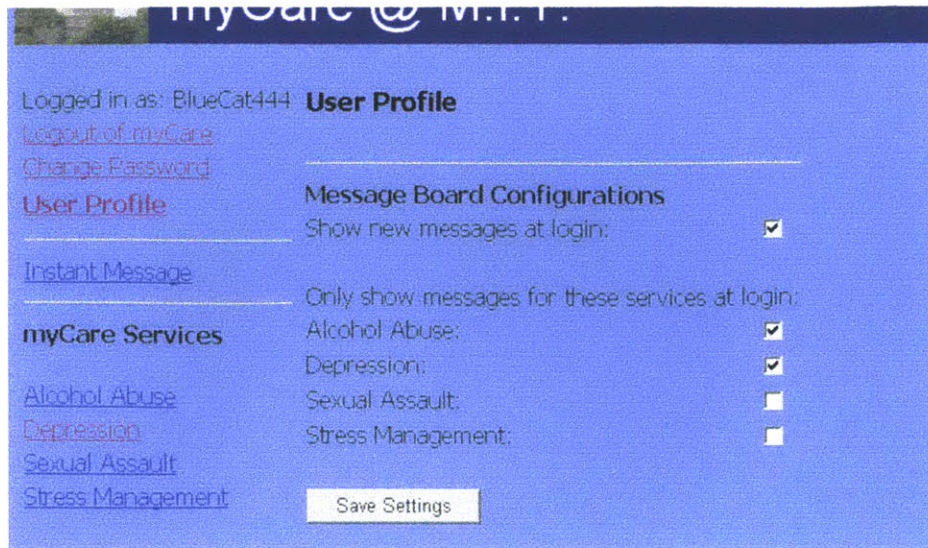 myCare @ M.I.T.
Logged in as: BlueCat444
Logout of myCare
Change Password
User Profile
Instant Message
myCare Services
Alcohol Abuse
Depression
Sexual Assault
Stress Management
User Profile
Message Board Configurations
Show new messages at login:
Only show messages for these services at login:
Alcohol Abuse:
Depression:
Sexual Assault:
Stress Management:
Save Settings